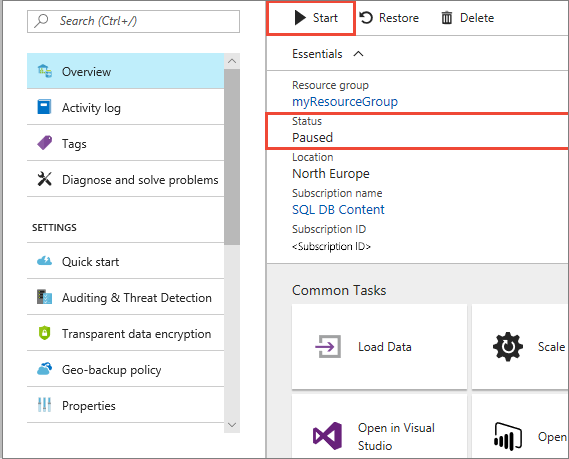 Search (Ctrl+/)
Overview
Activity log
Tags
Diagnose and solve problems
SETTINGS
Quick start
Auditing & Threat Detection
Transparent data encryption
Geo-backup policy
Properties
Start
Restore
Delete
Essentials
Resource group
myResourceGroup
Status
Paused
Location
North Europe
Subscription name
SQL DB Content
Subscription ID
<Subscription ID>
Common Tasks
Load Data
Scale
Open in Visual
Studio
Open